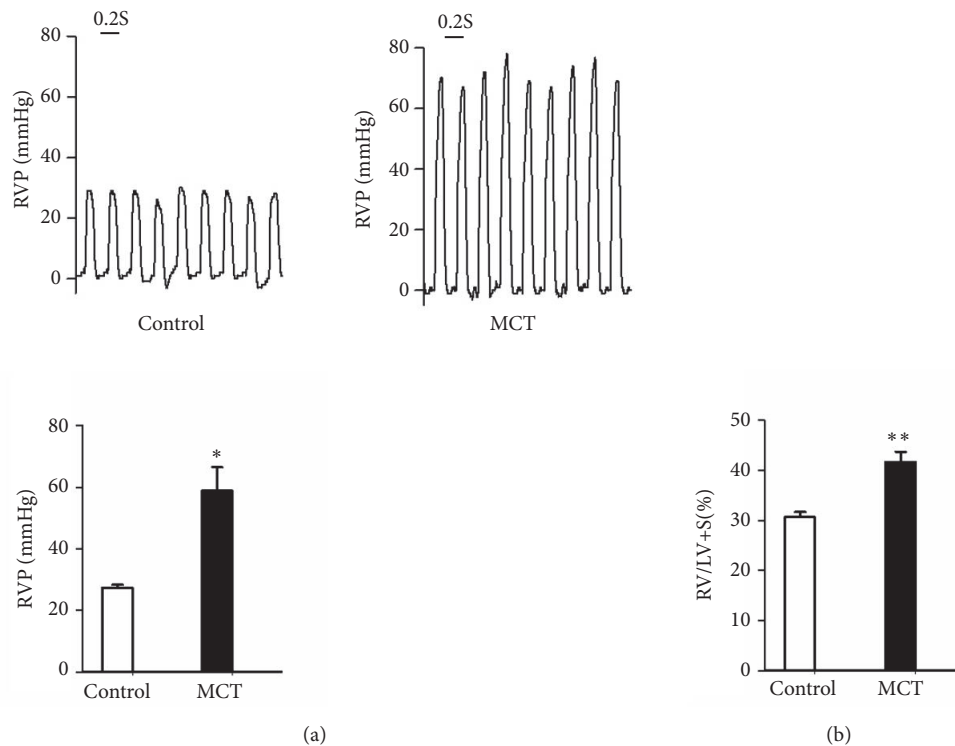 0.2S
80
60
40
20
0
RVP (mmHg)
Control
0.2S
80
60
40
20
0
RVP (mmHg)
MCT
80
60
40
20
0
RVP (mmHg)
*
Control
MCT
(a)
50
40
30
20
10
0
RV/LV+S(%)
**
Control
MCT
(b)